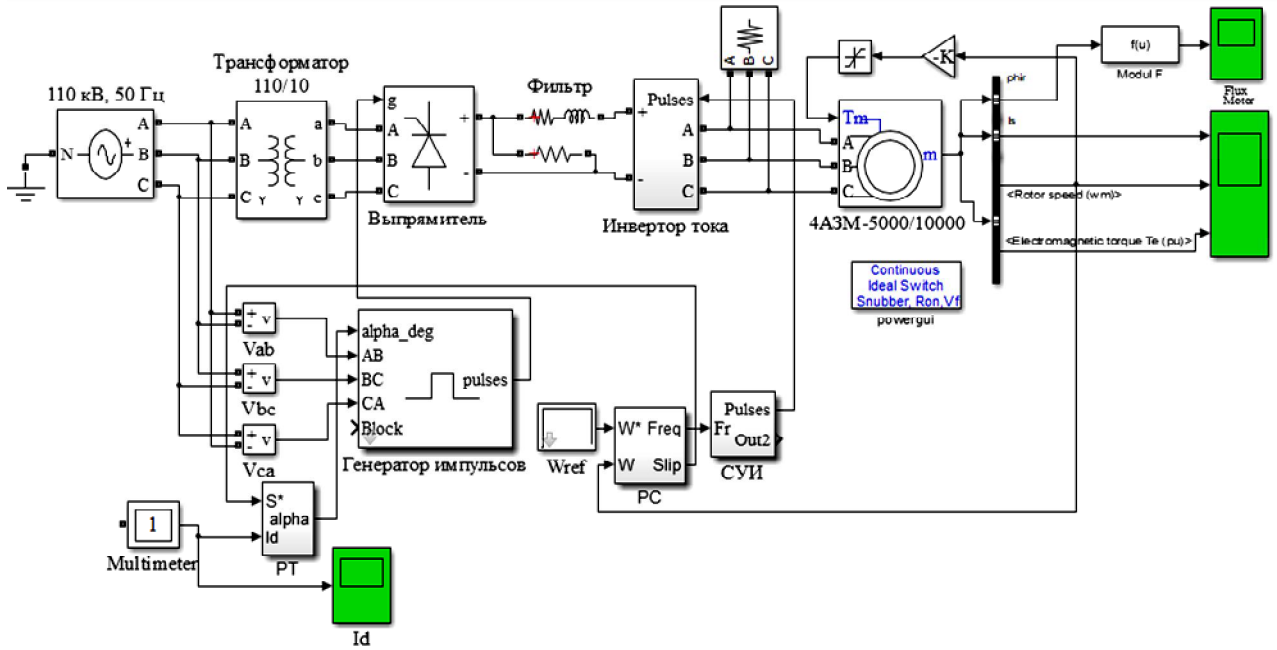 110 кВ, 50 Гц
N
A
B
C
Трансформатор
110/10
A
B
C
Y
Y
a
b
c
g
A
B
C
+
-
Выпрямитель
Фильтр
+
-
Pulses
A
B
C
Инвертор тока
A
B
C
Tm
A
B
C
m
4АЗМ-5000/10000
-K
f(u)
Modul F
Flux
Motor
phir
is
<Rotor speed (wm)>
<Electromagnetic torque Te (pu)>
Continuous
Ideal Switch
Snubber, Ron,Vf
powergui
+
-
v
Vab
+
-
v
Vbc
+
-
v
Vca
alpha_deg
AB
BC
CA
Block
pulses
Генератор импульсов
Wref
W* Freq
W Slip
РС
Pulses
Fr
Out2
СУИ
S*
alpha
Id
РТ
1
Multimeter
Id